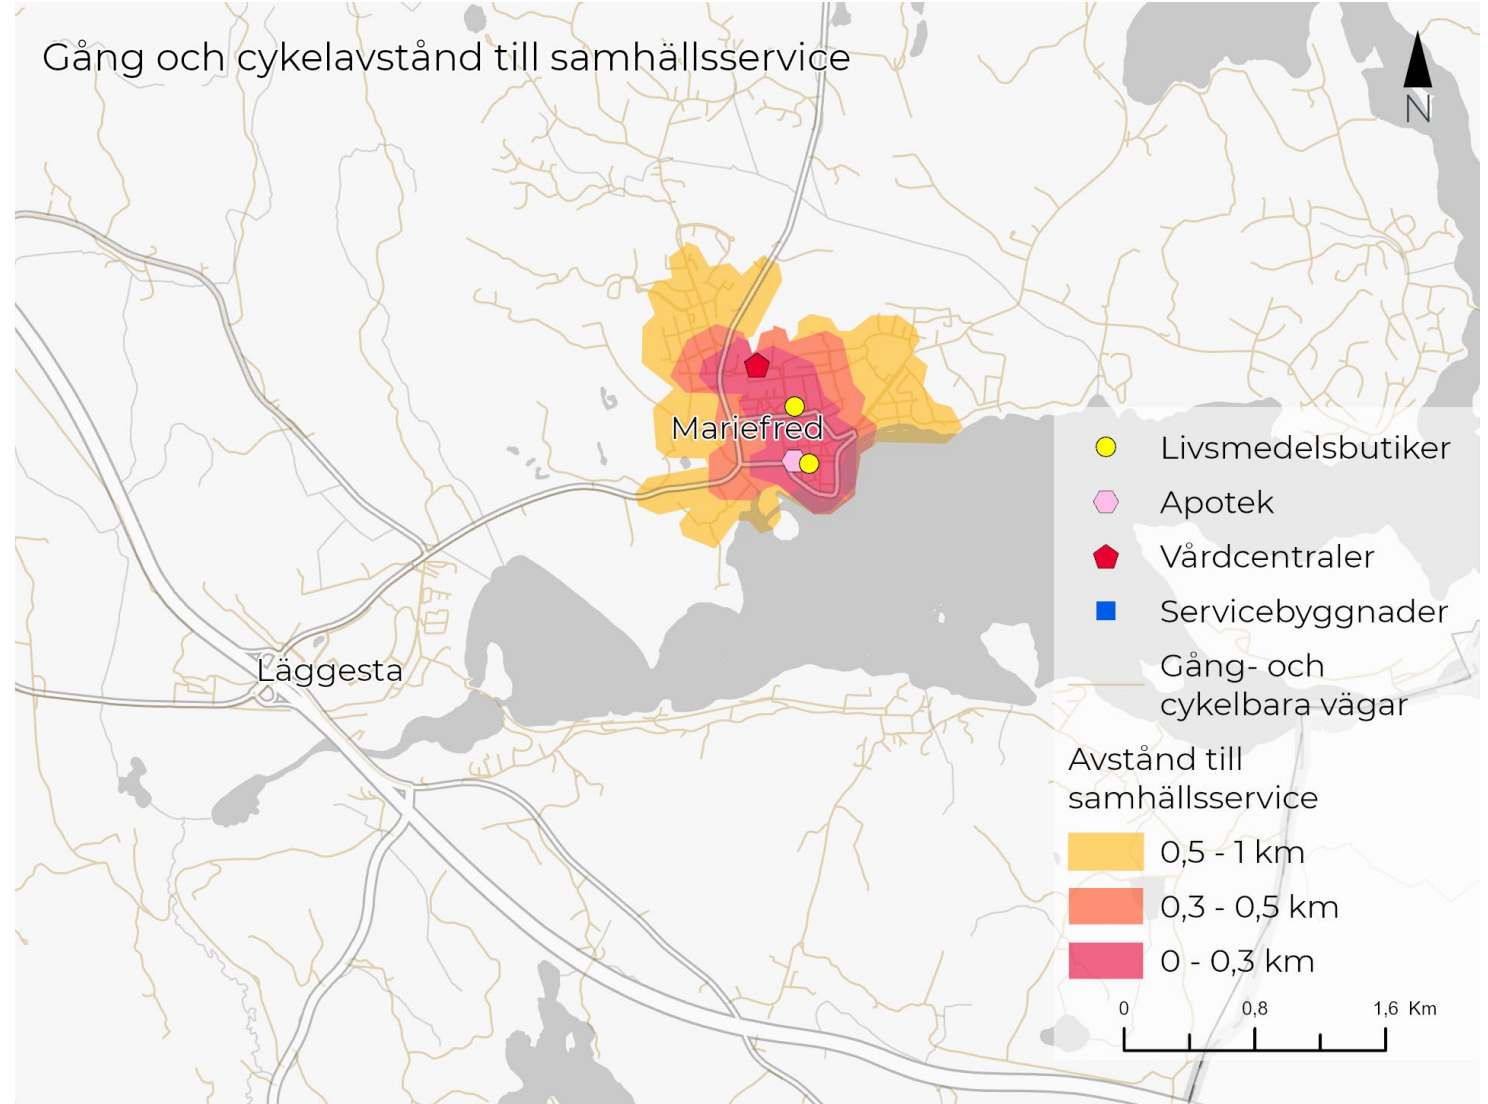 Gång och cykelavstånd till samhällsservice
N
Mariefred
Läggesta
Livsmedelsbutiker
Apotek
Vårdcentraler
Servicebyggnader
Gång- och
cykelbara vägar
Avstånd till
samhällsservice
0,5 - 1 km
0,3 - 0,5 km
0 - 0,3 km
0 0,8 1,6 Km